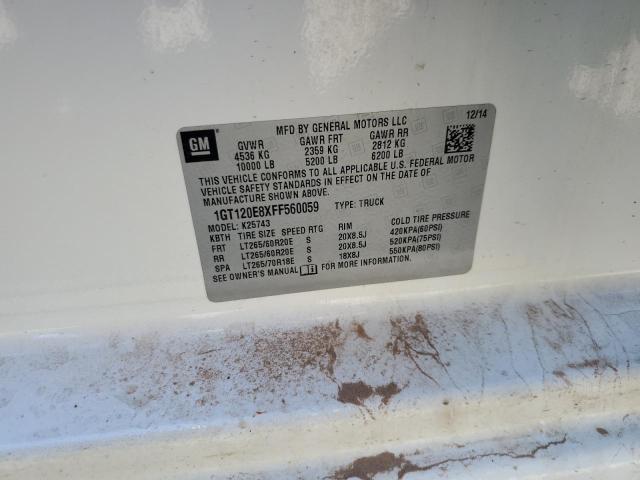 GM
MFD BY GENERAL MOTORS LLC 12/14
GVWR GAWR FRT GAWR RR
4536 KG 2359 KG 2812 KG
10000 LB 5200 LB 6200 LB
THIS VEHICLE CONFORMS TO ALL APPLICABLE U.S. FEDERAL MOTOR
VEHICLE SAFETY STANDARDS IN EFFECT ON THE DATE OF
MANUFACTURE SHOWN ABOVE.
1GT120E8XFF560059 TYPE: TRUCK
MODEL: K25743
KBTH TIRE SIZE SPEED RTG RIM COLD TIRE PRESSURE
FRT LT265/60R20E S 20X8.5J 420KPA(60PSI)
RR LT265/60R20E S 20X8.5J 520KPA(75PSI)
SPA LT265/70R18E S 18X8J 550KPA(80PSI)
SEE OWNER'S MANUAL FOR MORE INFORMATION